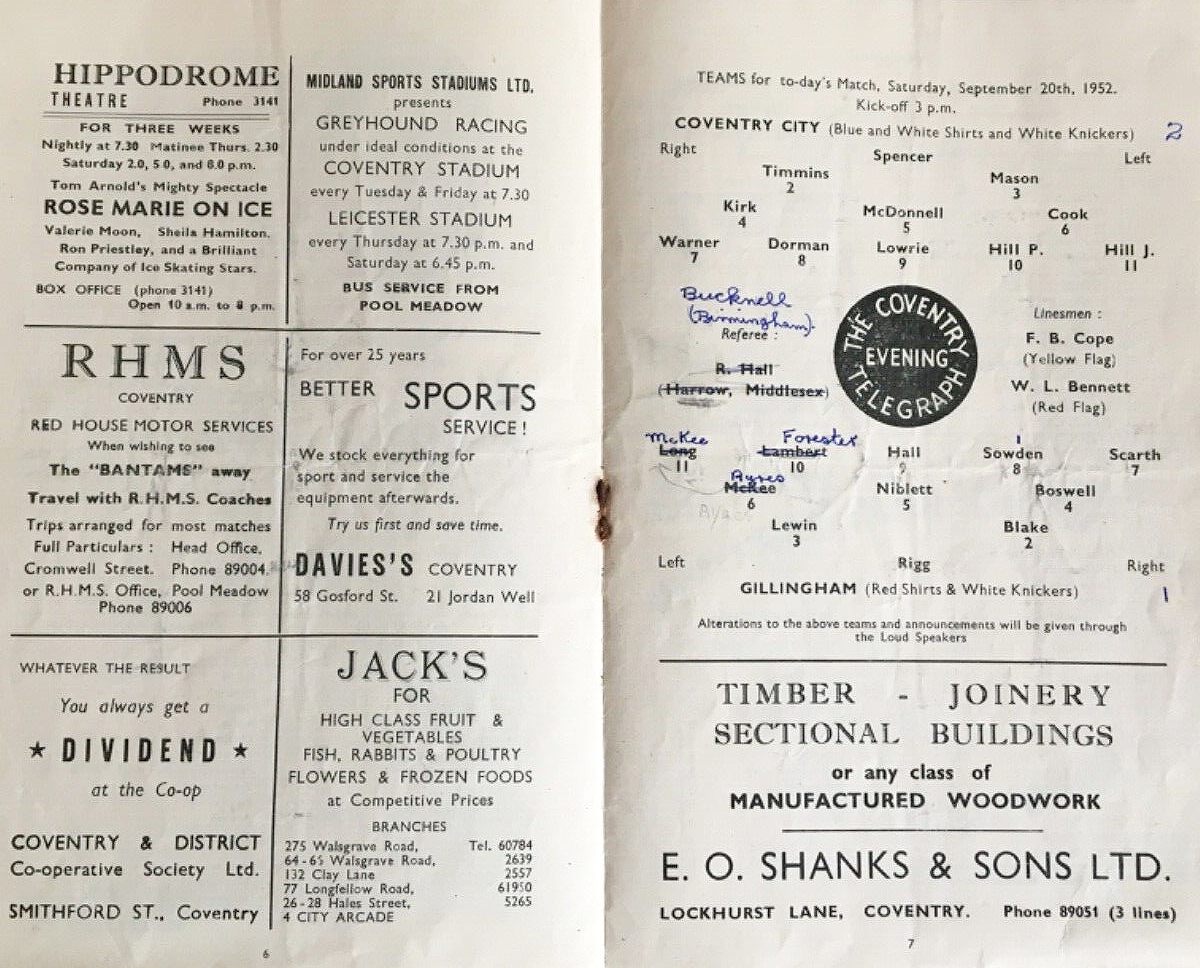 HIPPODROME
THEATRE Phone 3141
FOR THREE WEEKS
Nightly at 7.30 Matinee Thurs. 2.30
Saturday 2.0, 5.0, and 8.0 p.m.
Tom Arnold's Mighty Spectacle
ROSE MARIE ON ICE
Valerie Moon, Sheila Hamilton.
Ron Priestley, and a Brilliant
Company of Ice Skating Stars.
BOX OFFICE (phone 3141)
Open 10 a.m. to 8 p.m.
MIDLAND SPORTS STADIUMS LTD.
presents
GREYHOUND RACING
under ideal conditions at the
COVENTRY STADIUM
every Tuesday & Friday at 7.30
LEICESTER STADIUM
every Thursday at 7.30 p.m. and
Saturday at 6.45 p.m.
BUS SERVICE FROM
POOL MEADOW
RHMS
COVENTRY
RED HOUSE MOTOR SERVICES
When wishing to see
The "BANTAMS" away
Travel with R.H.M.S. Coaches
Trips arranged for most matches
Full Particulars : Head Office,
Cromwell Street. Phone 89004.
or R.H.M.S. Office, Pool Meadow
Phone 89006
For over 25 years
BETTER SPORTS
SERVICE!
We stock everything for
sport and service the
equipment afterwards.
Try us first and save time.
DAVIES'S COVENTRY
58 Gosford St. 21 Jordan Well
WHATEVER THE RESULT
You always get a
★ DIVIDEND ★
at the Co-op
COVENTRY & DISTRICT
Co-operative Society Ltd.
SMITHFORD ST., Coventry
JACK'S
FOR
HIGH CLASS FRUIT &
VEGETABLES
FISH, RABBITS & POULTRY
FLOWERS & FROZEN FOODS
at Competitive Prices
BRANCHES
275 Walsgrave Road, Tel. 60784
64-65 Walsgrave Road, 2639
132 Clay Lane 2557
77 Longfellow Road, 61950
26-28 Hales Street, 5265
4 CITY ARCADE
6
TEAMS for to-day's Match, Saturday, September 20th, 1952.
Kick-off 3 p.m.
COVENTRY CITY (Blue and White Shirts and White Knickers) 2
Right Spencer Left
Timmins Mason
2 3
Kirk McDonnell Cook
4 5 6
Warner Dorman Lowrie Hill P. Hill J.
7 8 9 10 11
Bucknell
(Birmingham).
Referee :
R. Hall
(Harrow, Middlesex)
THE COVENTRY
EVENING
TELEGRAPH
Linesmen :
F. B. Cope
(Yellow Flag)
W. L. Bennett
(Red Flag)
McKee Forester 1
Long Lambert Hall Sowden Scarth
11 10 9 8 7
Ayres
McKee Niblett Boswell
6 5 4
Lewin Blake
3 2
Left Rigg Right
GILLINGHAM (Red Shirts & White Knickers) 1
Alterations to the above teams and announcements will be given through
the Loud Speakers
TIMBER - JOINERY
SECTIONAL BUILDINGS
or any class of
MANUFACTURED WOODWORK
E. O. SHANKS & SONS LTD.
LOCKHURST LANE, COVENTRY. Phone 89051 (3 lines)
7